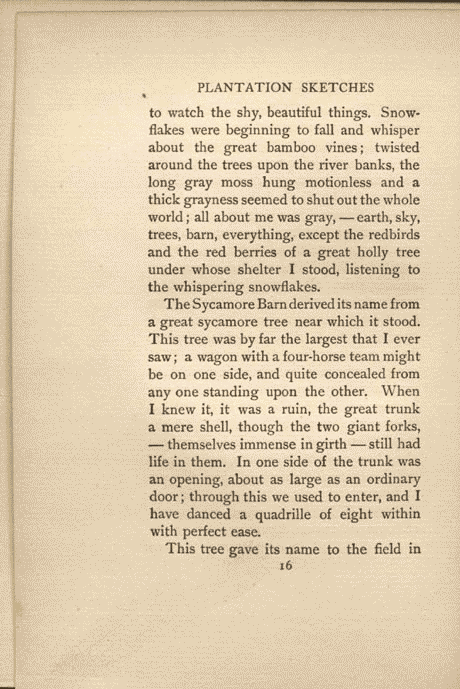 PLANTATION SKETCHES
to watch the shy, beautiful things. Snow-
flakes were beginning to fall and whisper
about the great bamboo vines; twisted
around the trees upon the river banks, the
long gray moss hung motionless and a
thick grayness seemed to shut out the whole
world; all about me was gray, — earth, sky,
trees, barn, everything, except the redbirds
and the red berries of a great holly tree
under whose shelter I stood, listening to
the whispering snowflakes.
The Sycamore Barn derived its name from
a great sycamore tree near which it stood.
This tree was by far the largest that I ever
saw; a wagon with a four-horse team might
be on one side, and quite concealed from
any one standing upon the other. When
I knew it, it was a ruin, the great trunk
a mere shell, though the two giant forks,
— themselves immense in girth — still had
life in them. In one side of the trunk was
an opening, about as large as an ordinary
door; through this we used to enter, and I
have danced a quadrille of eight within
with perfect ease.
This tree gave its name to the field in
16